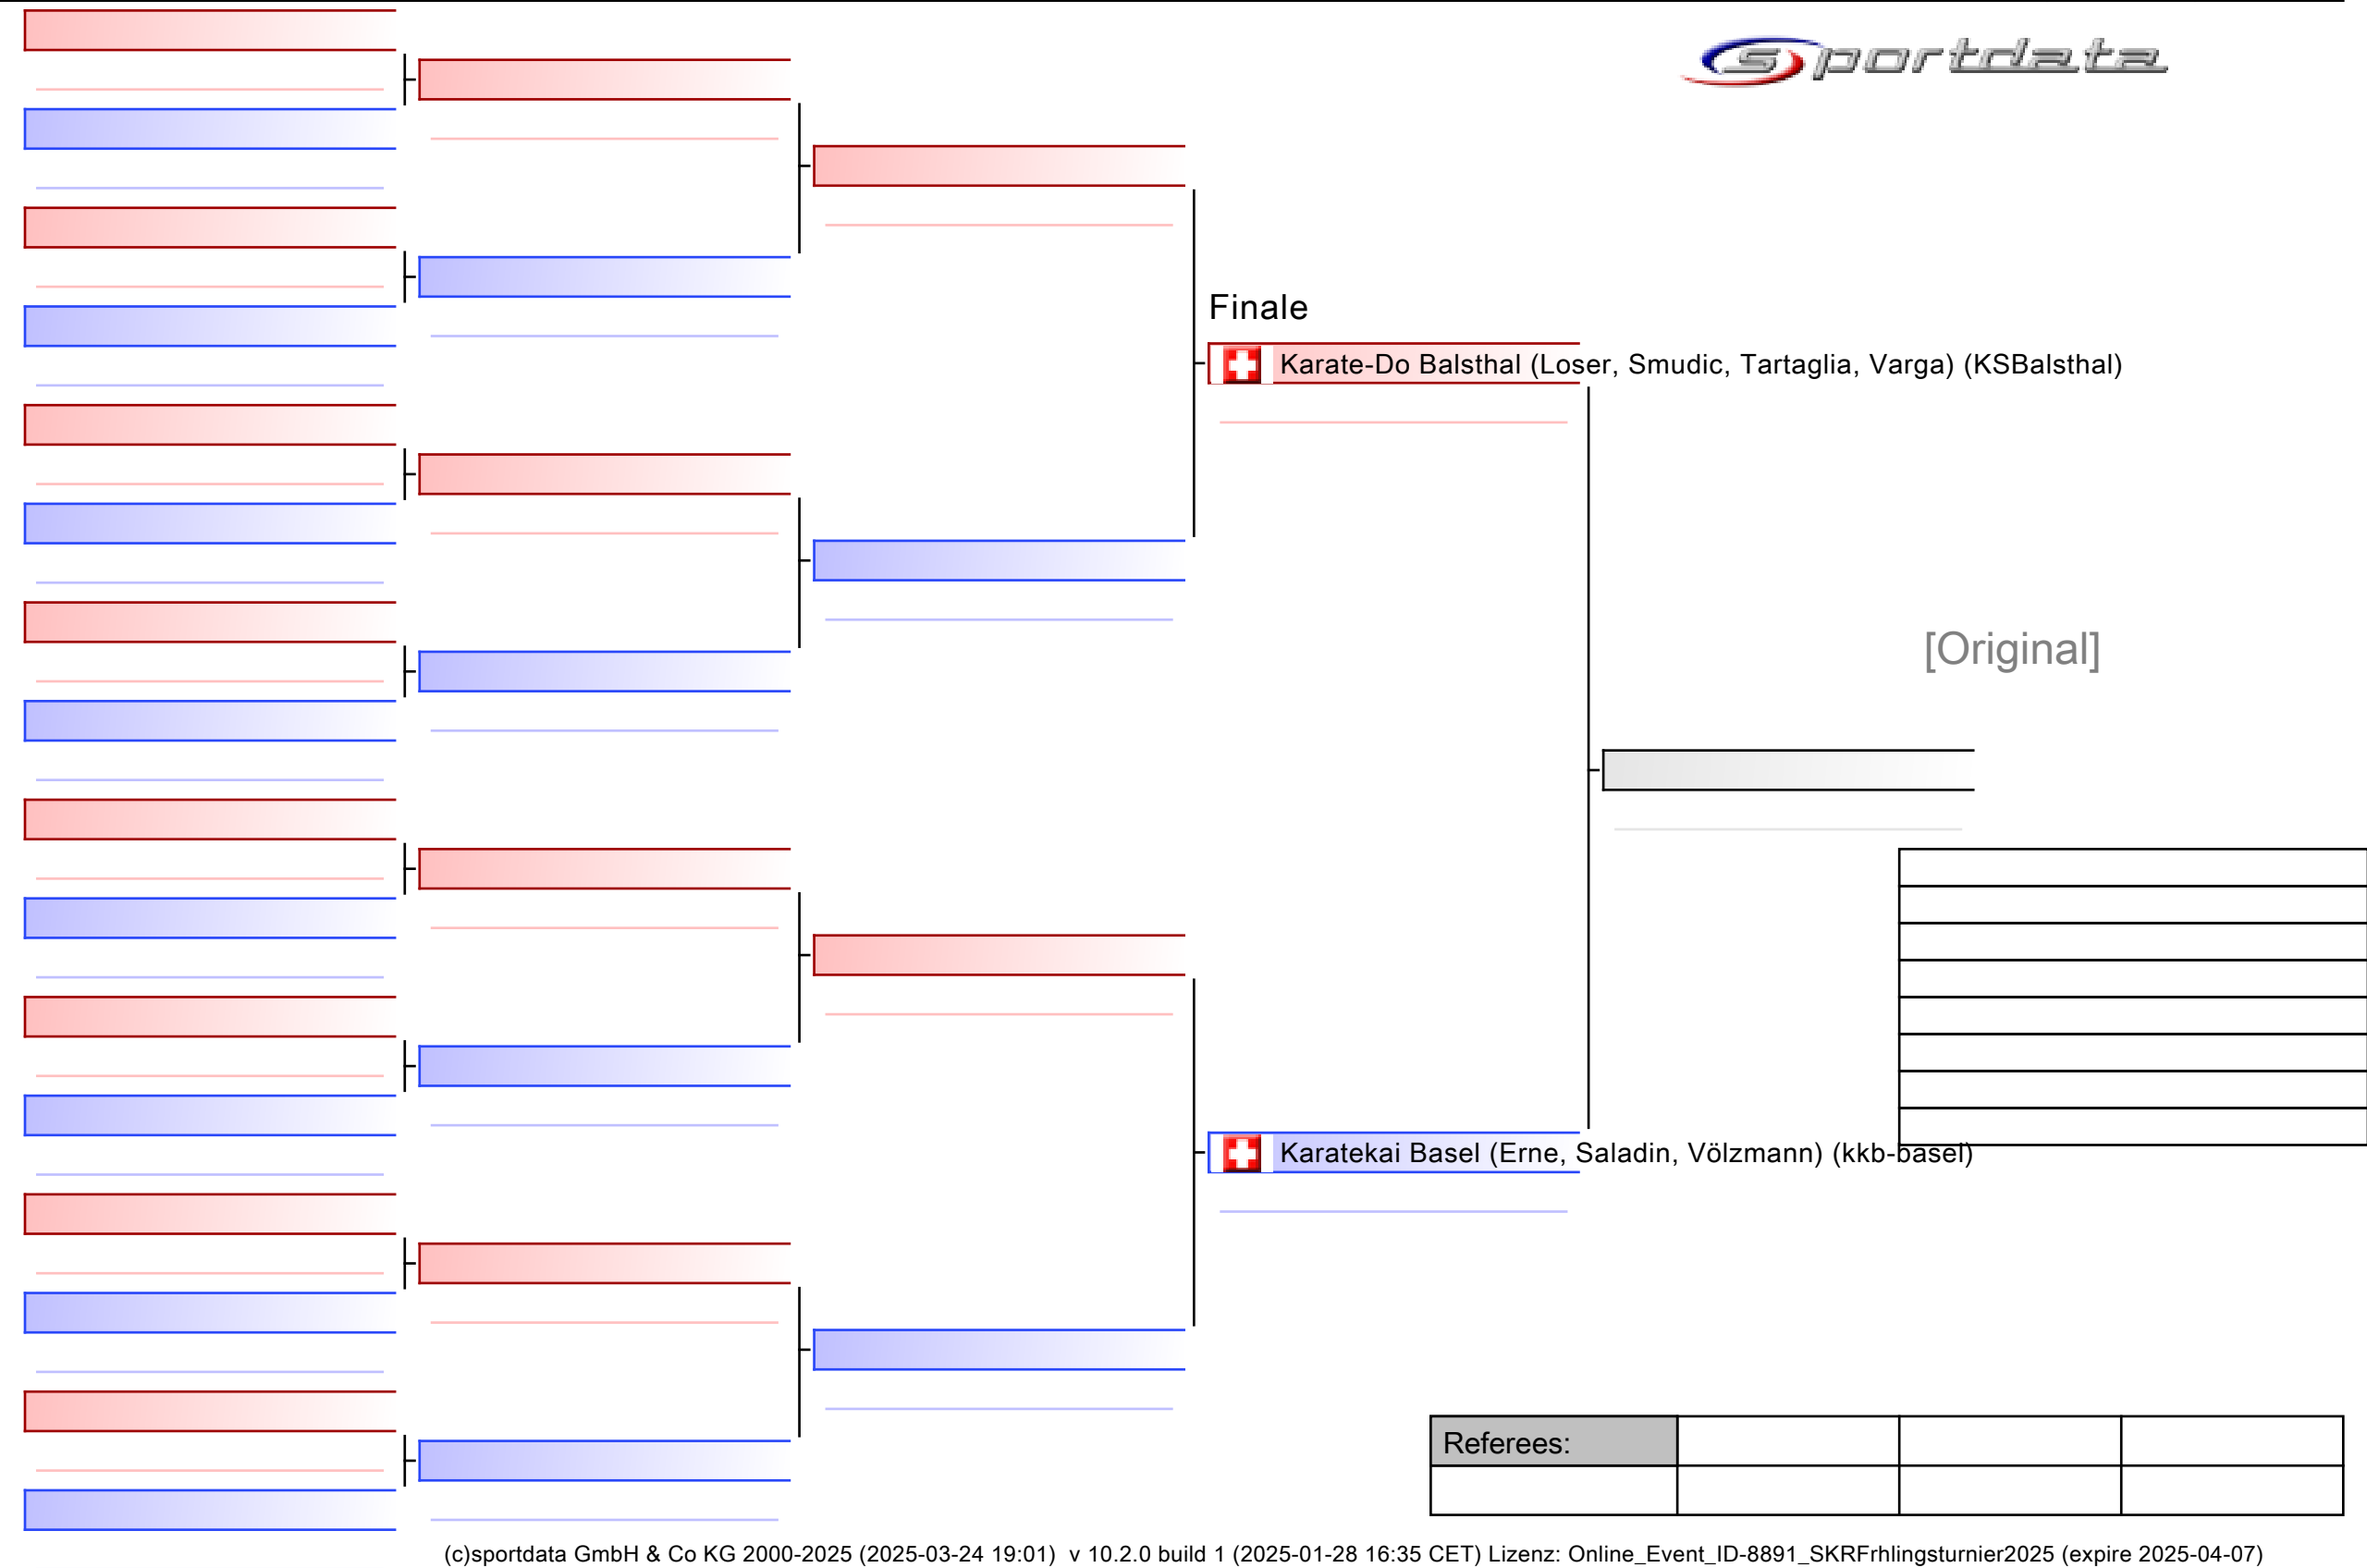 sportdata
Finale
Karate-Do Balsthal (Loser, Smudic, Tartaglia, Varga) (KSBalsthal)
[Original]
Karatekai Basel (Erne, Saladin, Völzmann) (kkb-basel)
Referees:
(c)sportdata GmbH & Co KG 2000-2025 (2025-03-24 19:01)  v 10.2.0 build 1 (2025-01-28 16:35 CET) Lizenz: Online_Event_ID-8891_SKRFrhlingsturnier2025 (expire 2025-04-07)